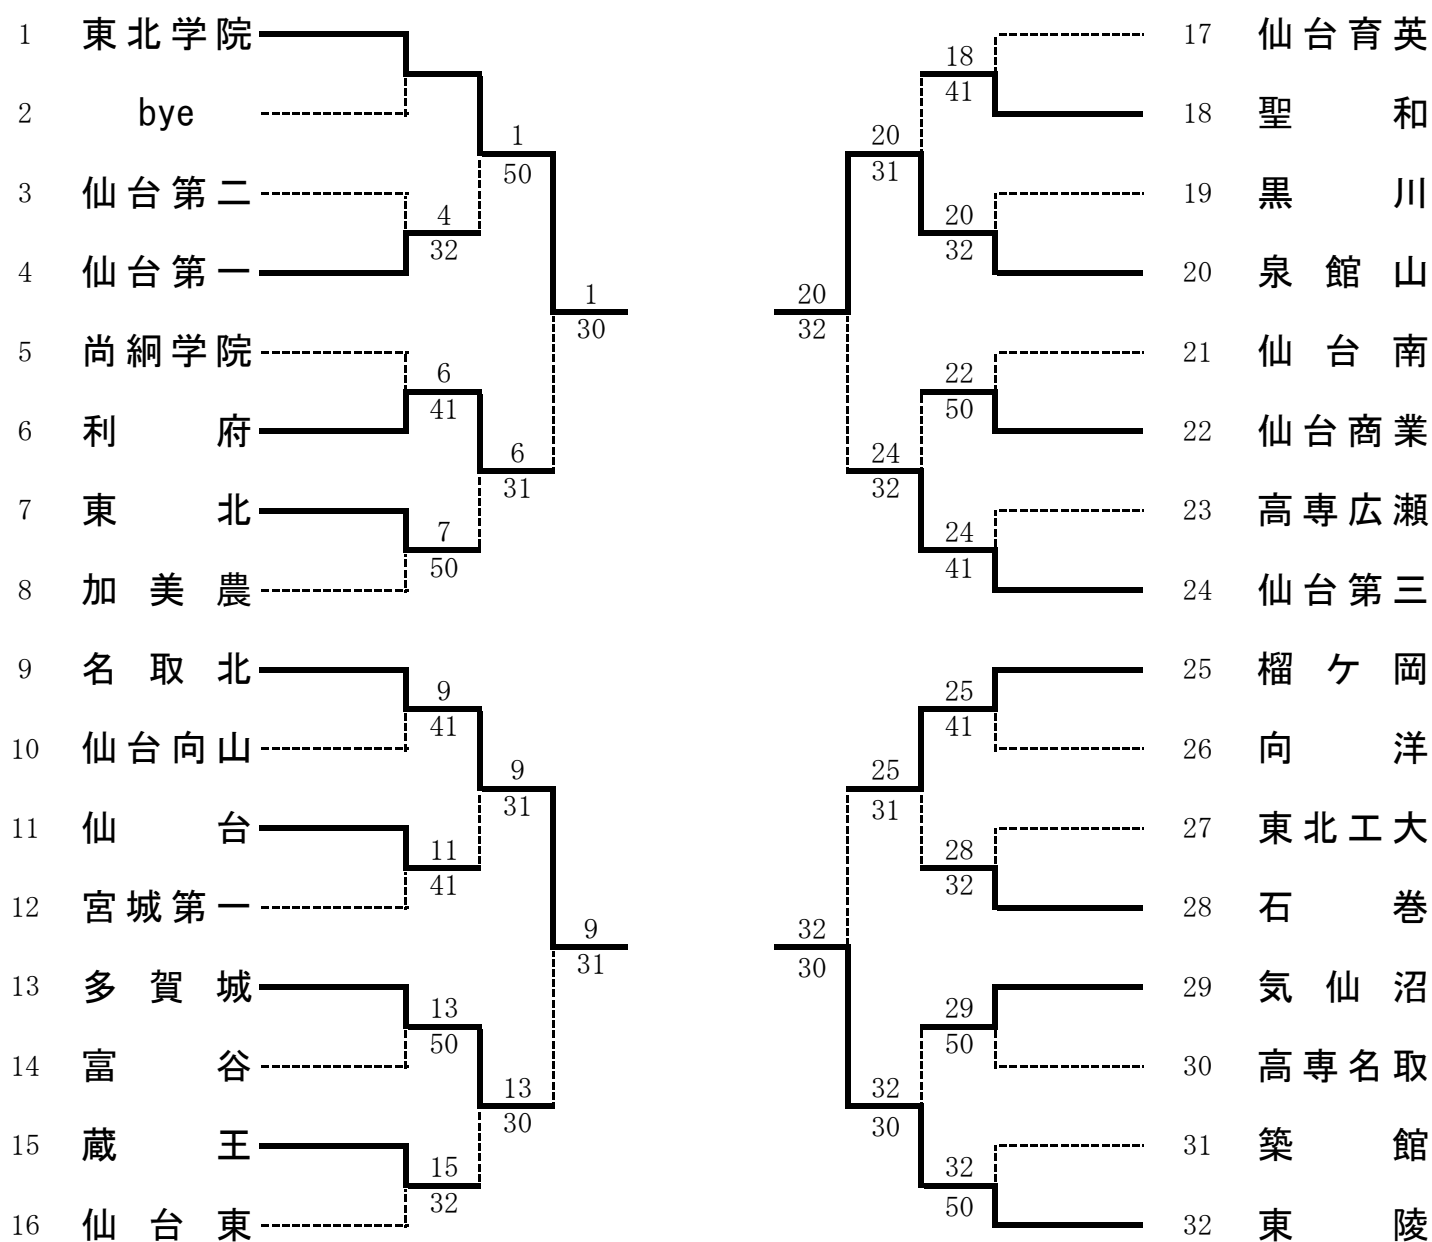 1 東北学院
17 仙台育英
18
41
2 bye
18 聖和
1
50
20
31
3 仙台第二
19 黒川
4
32
20
32
4 仙台第一
20 泉館山
1
30
20
32
5 尚絅学院
21 仙台南
6
41
22
50
6 利府
22 仙台商業
6
31
24
32
7 東北
23 高専広瀬
7
50
24
41
8 加美農
24 仙台第三
9 名取北
25 榴ケ岡
9
41
25
41
10 仙台向山
26 向洋
9
31
25
31
11 仙台
27 東北工大
11
41
28
32
12 宮城第一
28 石巻
9
31
32
30
13 多賀城
29 気仙沼
13
50
29
50
14 富谷
30 高専名取
13
30
32
30
15 蔵王
31 築館
15
32
32
50
16 仙台東
32 東陵